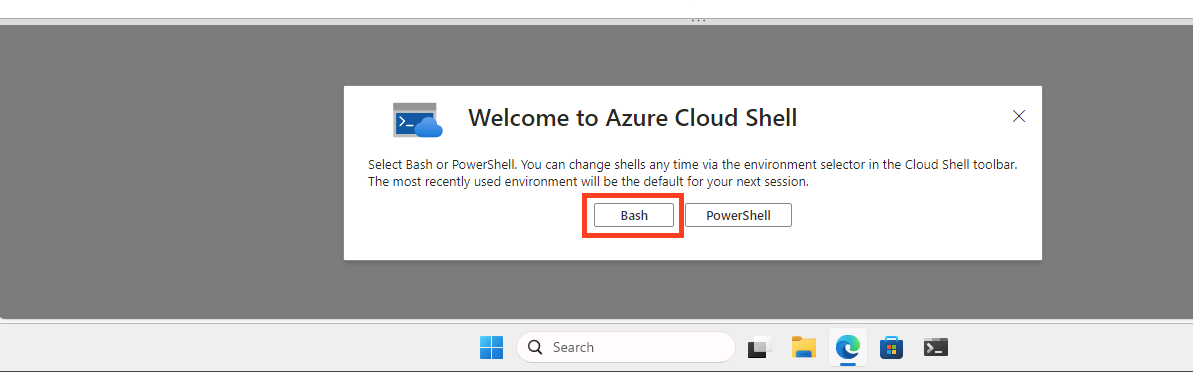 Welcome to Azure Cloud Shell
Select Bash or PowerShell. You can change shells any time via the environment selector in the Cloud Shell toolbar.
The most recently used environment will be the default for your next session.
Bash
PowerShell
Search